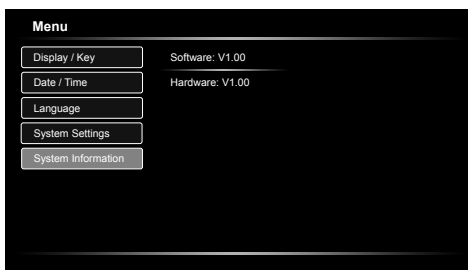 Menu
Display / Key
Software: V1.00
Date / Time
Hardware: V1.00
Language
System Settings
System Information